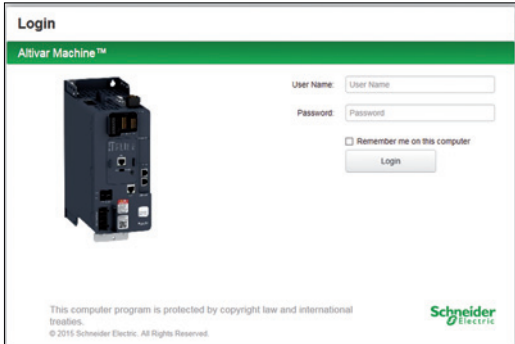 Login
Altivar Machine™
User Name: User Name
Password: Password
Remember me on this computer
Login
This computer program is protected by copyright law and international
treaties.
© 2015 Schneider Electric. All Rights Reserved.
Schneider
Electric